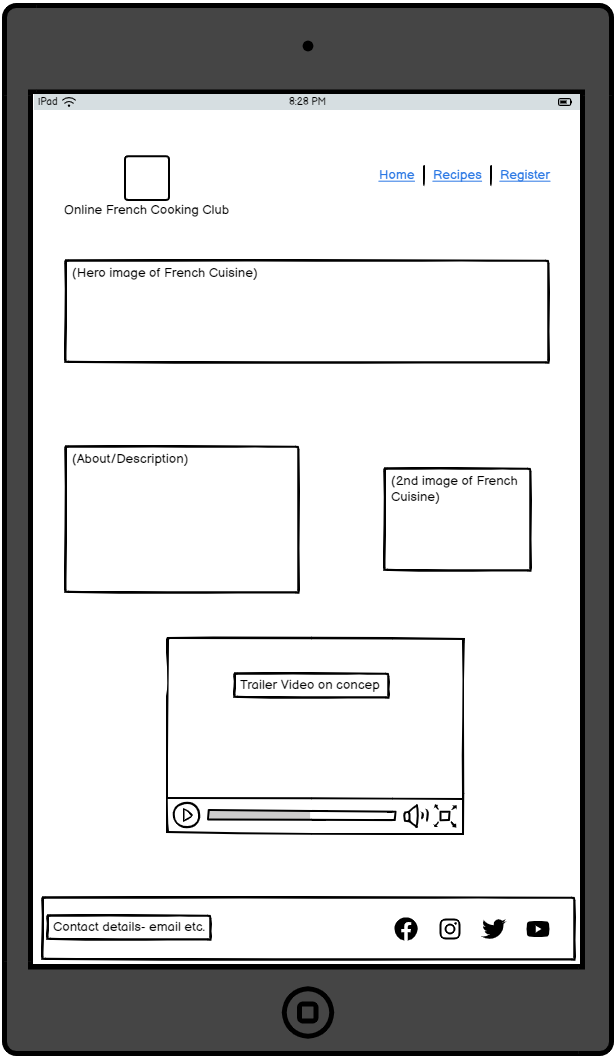 iPad
8:28 PM
Home
Recipes
Register
Online French Cooking Club
(Hero image of French Cuisine)
(About/Description)
(2nd image of French
Cuisine)
Trailer Video on concep
Contact details- email etc.